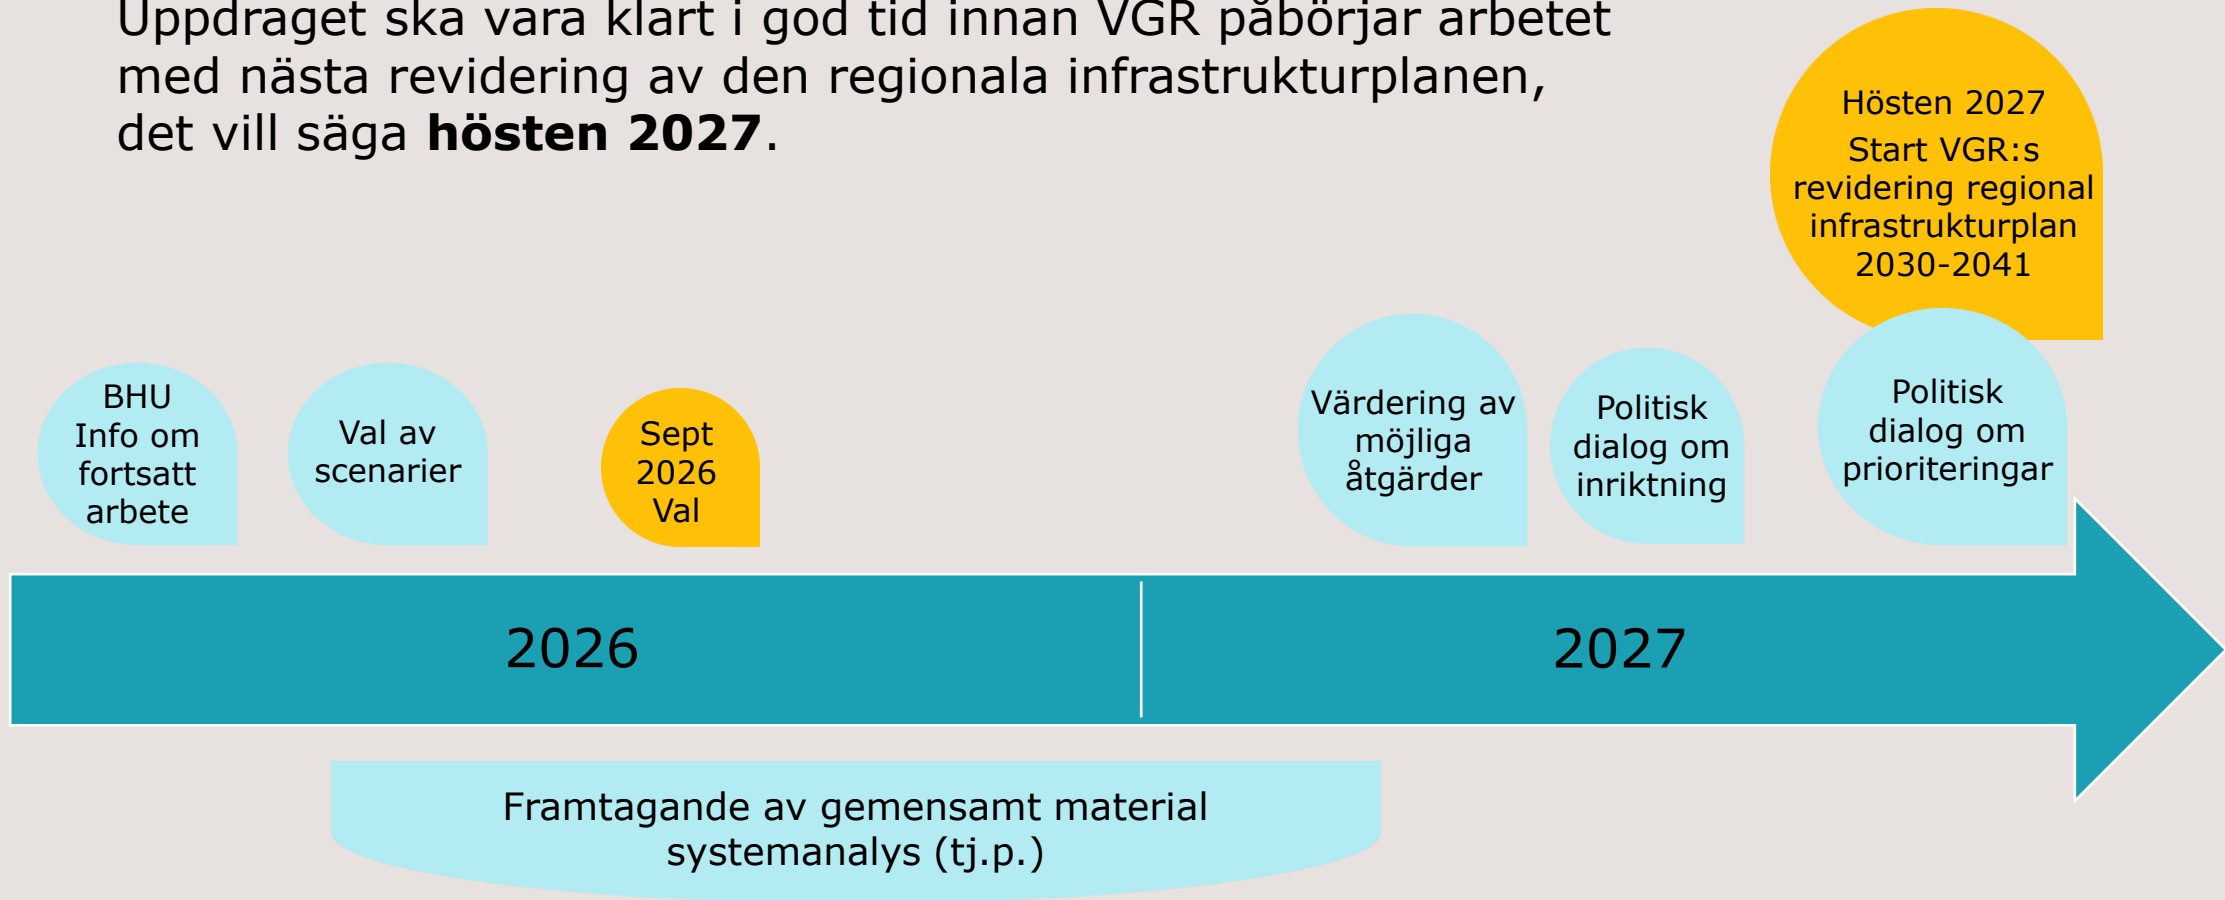 Uppdraget ska vara klart i god tid innan VGR påbörjar arbetet
med nästa revidering av den regionala infrastrukturplanen,
det vill säga hösten 2027.
Hösten 2027
Start VGR:s
revidering regional
infrastrukturplan
2030-2041
BHU
Info om
fortsatt
arbete
Val av
scenarier
Sept
2026
Val
Värdering av
möjliga
åtgärder
Politisk
dialog om
inriktning
Politisk
dialog om
prioriteringar
2026
2027
Framtagande av gemensamt material
systemanalys (tj.p.)